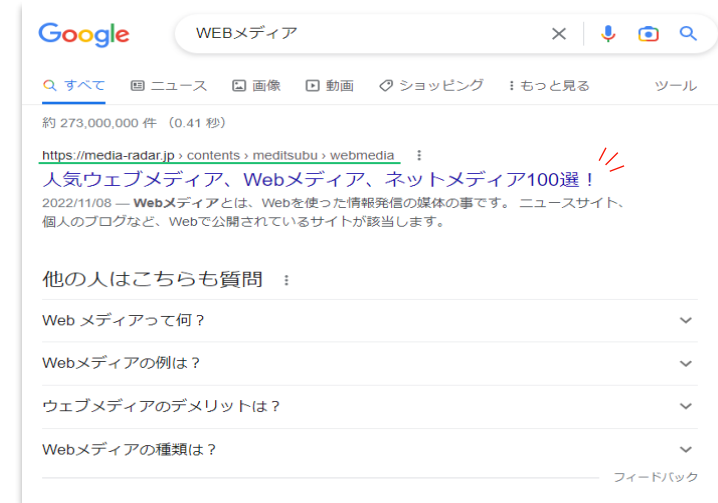 Google
WEBメディア
すべて ニュース 画像 動画 ショッピング もっと見る ツール
約 273,000,000 件 （0.41 秒）
https://media-radar.jp › contents › meditsubu › webmedia
人気ウェブメディア、Webメディア、ネットメディア100選！
2022/11/08 — Webメディアとは、Webを使った情報発信の媒体の事です。 ニュースサイト、
個人のブログなど、Webで公開されているサイトが該当します。
他の人はこちらも質問
Web メディアって何？
Webメディアの例は？
ウェブメディアのデメリットは？
Webメディアの種類は？
フィードバック